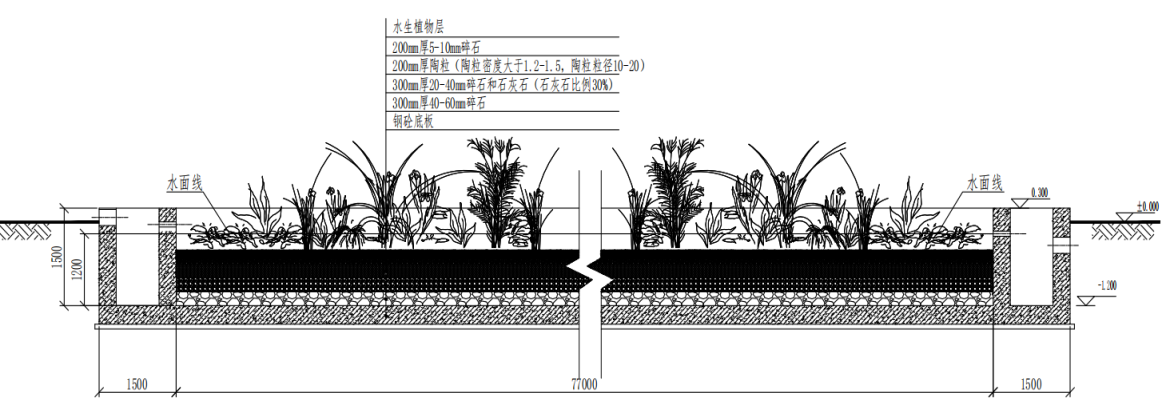 水生植物层
200mm厚5-10mm碎石
200mm厚陶粒（陶粒密度大于1.2-1.5，陶粒粒径10-20）
300mm厚20-40mm碎石和石灰石（石灰石比例30%）
300mm厚40-60mm碎石
钢砼底板
水面线
水面线
0.300
±0.000
1500
1200
-1.200
1500
77000
1500